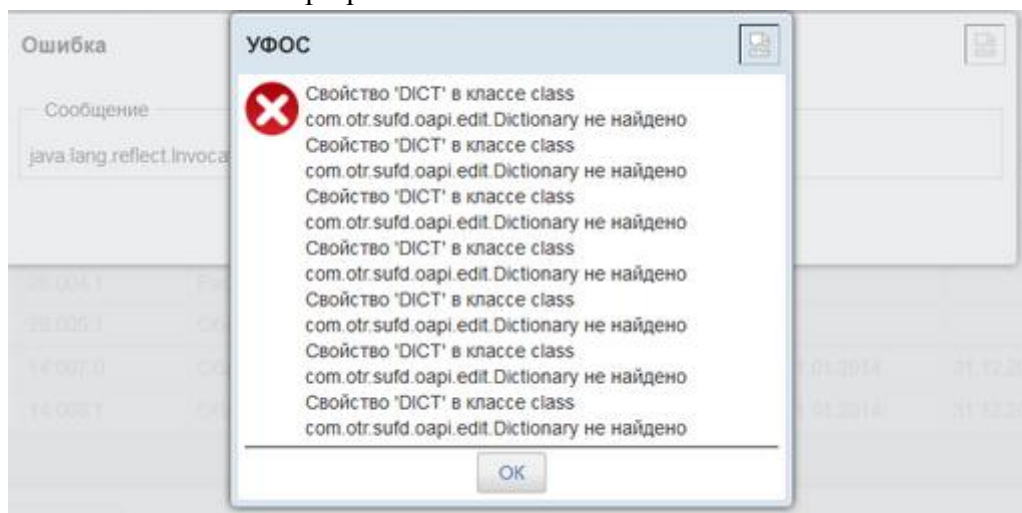 Ошибка
УФОС
Сообщение
java.lang.reflect.Invoca
Свойство 'DICT' в классе class
com.otr.sufd.oapi.edit.Dictionary не найдено
Свойство 'DICT' в классе class
com.otr.sufd.oapi.edit.Dictionary не найдено
Свойство 'DICT' в классе class
com.otr.sufd.oapi.edit.Dictionary не найдено
Свойство 'DICT' в классе class
com.otr.sufd.oapi.edit.Dictionary не найдено
Свойство 'DICT' в классе class
com.otr.sufd.oapi.edit.Dictionary не найдено
Свойство 'DICT' в классе class
com.otr.sufd.oapi.edit.Dictionary не найдено
Свойство 'DICT' в классе class
com.otr.sufd.oapi.edit.Dictionary не найдено
OK